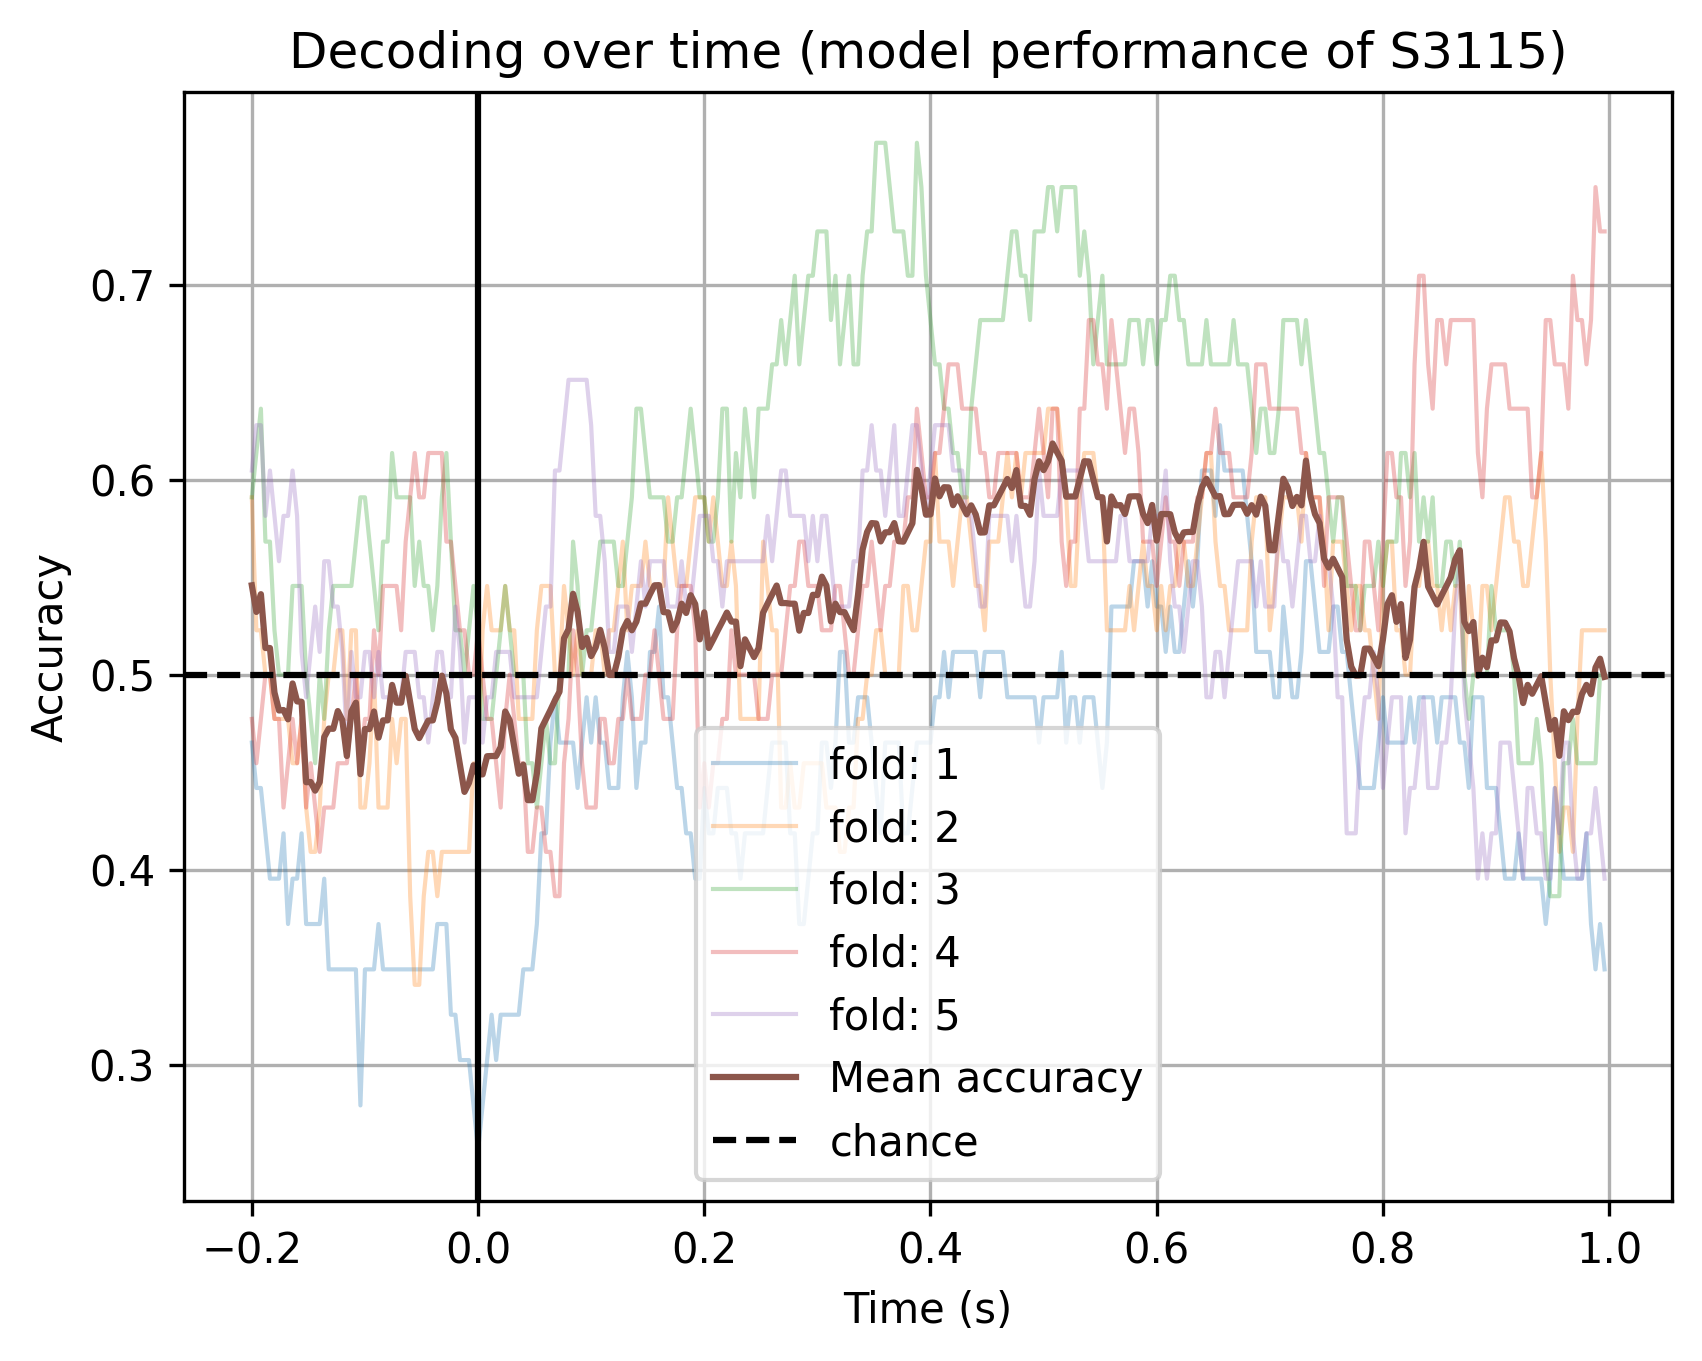 Decoding over time (model performance of S3115)
Accuracy
0.7
0.6
0.5
0.4
0.3
fold: 1
fold: 2
fold: 3
fold: 4
fold: 5
Mean accuracy
chance
−0.2 0.0 0.2 0.4 0.6 0.8 1.0
Time (s)